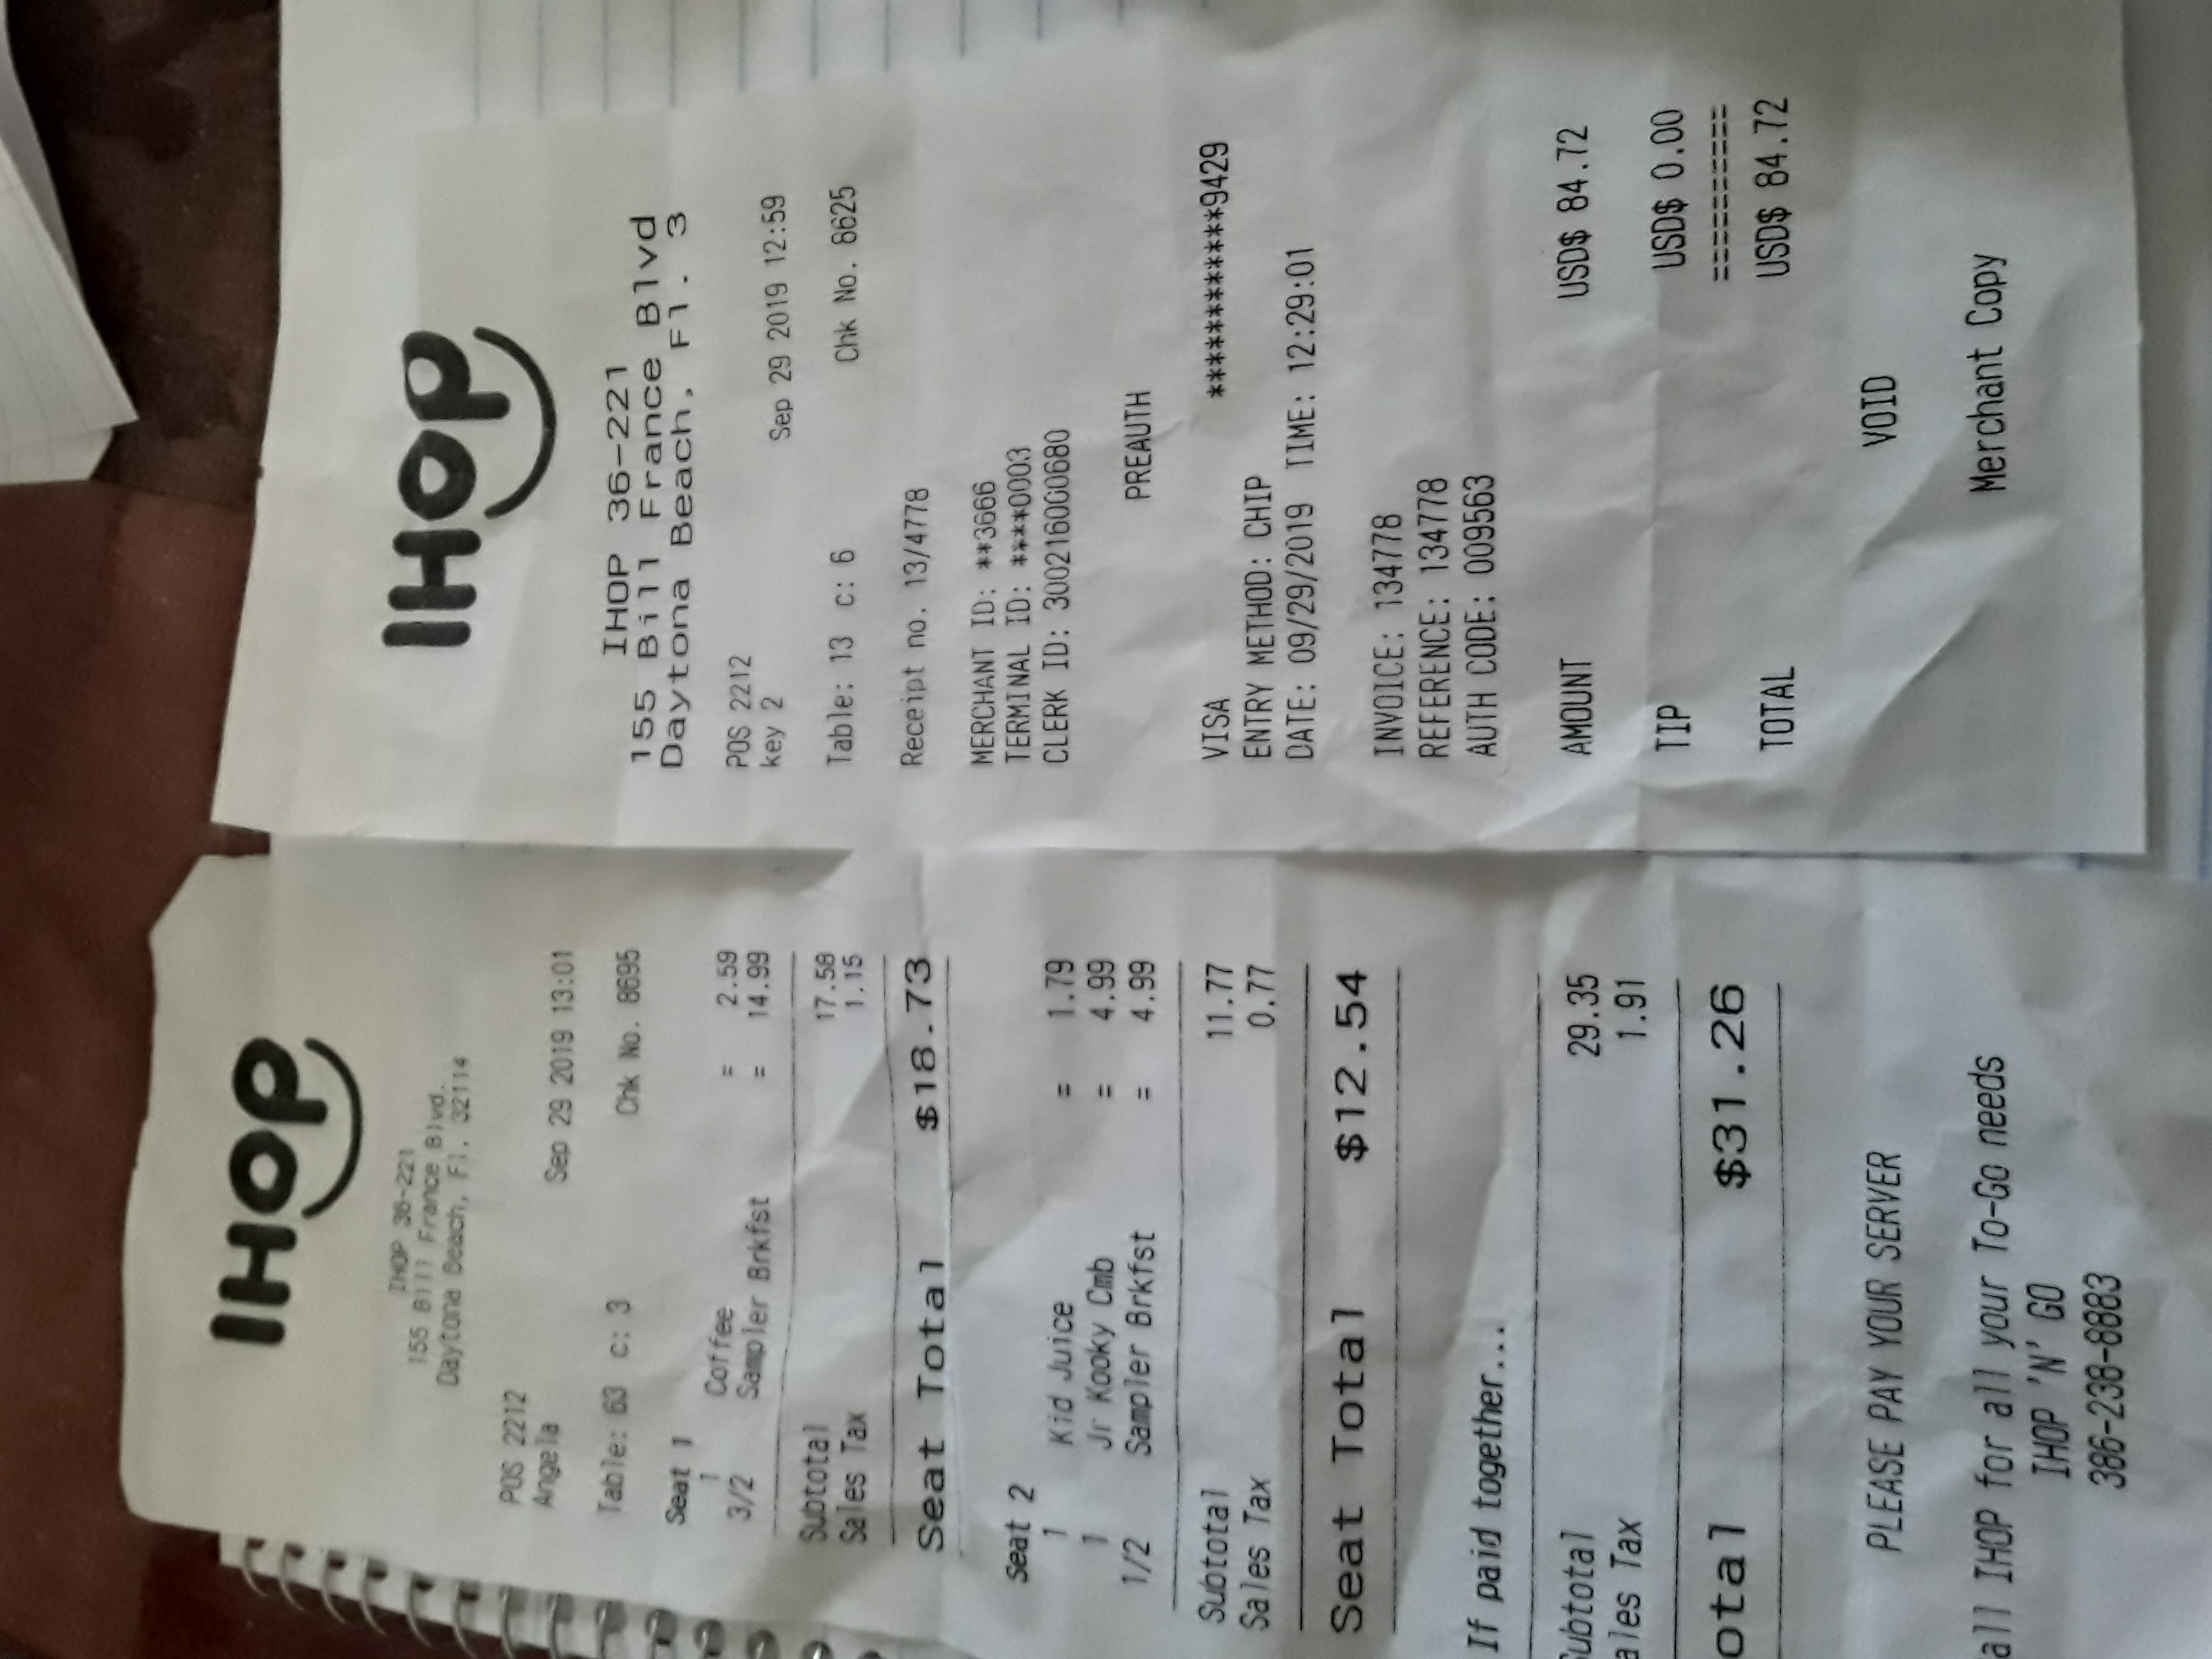 IHOP
IHOP 36-221
155 Bill France Blvd.
Daytona Beach, Fl. 32114
POS 2212 Sep 29 2019 13:01
Angela
Table: 63 c: 3 Chk No. 8695
Seat 1
1 Coffee = 2.59
3/2 Sampler Brkfst = 14.99
Subtotal 17.58
Sales Tax 1.15
Seat Total $18.73
Seat 2
1 Kid Juice = 1.79
1 Jr Kooky Cmb = 4.99
1/2 Sampler Brkfst = 4.99
Subtotal 11.77
Sales Tax 0.77
Seat Total $12.54
If paid together...
Subtotal 29.35
ales Tax 1.91
otal $31.26
PLEASE PAY YOUR SERVER
all IHOP for all your To-Go needs
IHOP 'N' GO
386-238-8883
IHOP
IHOP 36-221
155 Bill France Blvd
Daytona Beach, Fl. 3
POS 2212 Sep 29 2019 12:59
key 2
Table: 13 c: 6 Chk No. 8625
Receipt no. 13/4778
MERCHANT ID: **3666
TERMINAL ID: ****0003
CLERK ID: 300216000680
PREAUTH
VISA ************9429
ENTRY METHOD: CHIP
DATE: 09/29/2019 TIME: 12:29:01
INVOICE: 134778
REFERENCE: 134778
AUTH CODE: 009563
AMOUNT USD$ 84.72
TIP USD$ 0.00
==========
TOTAL USD$ 84.72
VOID
Merchant Copy